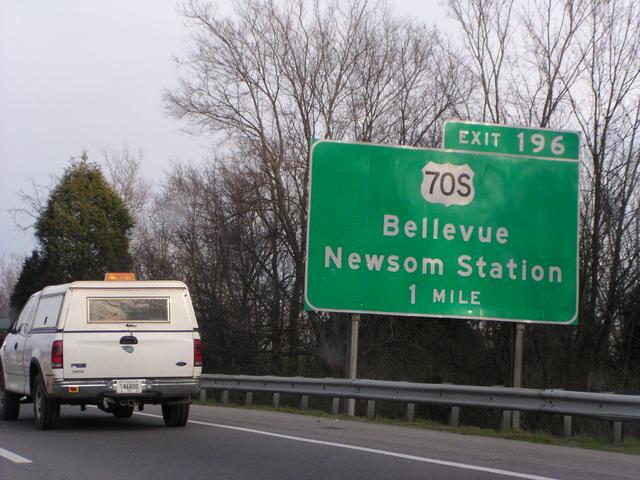 EXIT 196
70S
Bellevue
Newsom Station
1 MILE